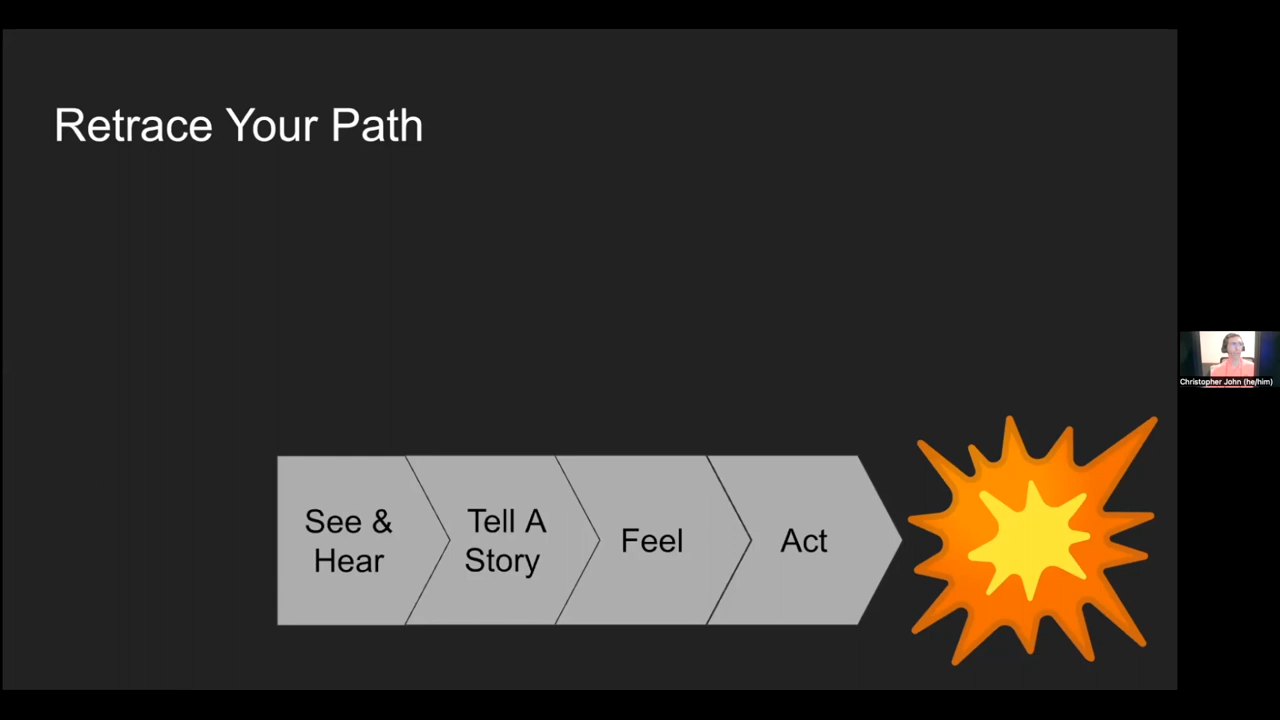 Retrace Your Path
See &
Hear
Tell A
Story
Feel
Act
Christopher John (he/him)